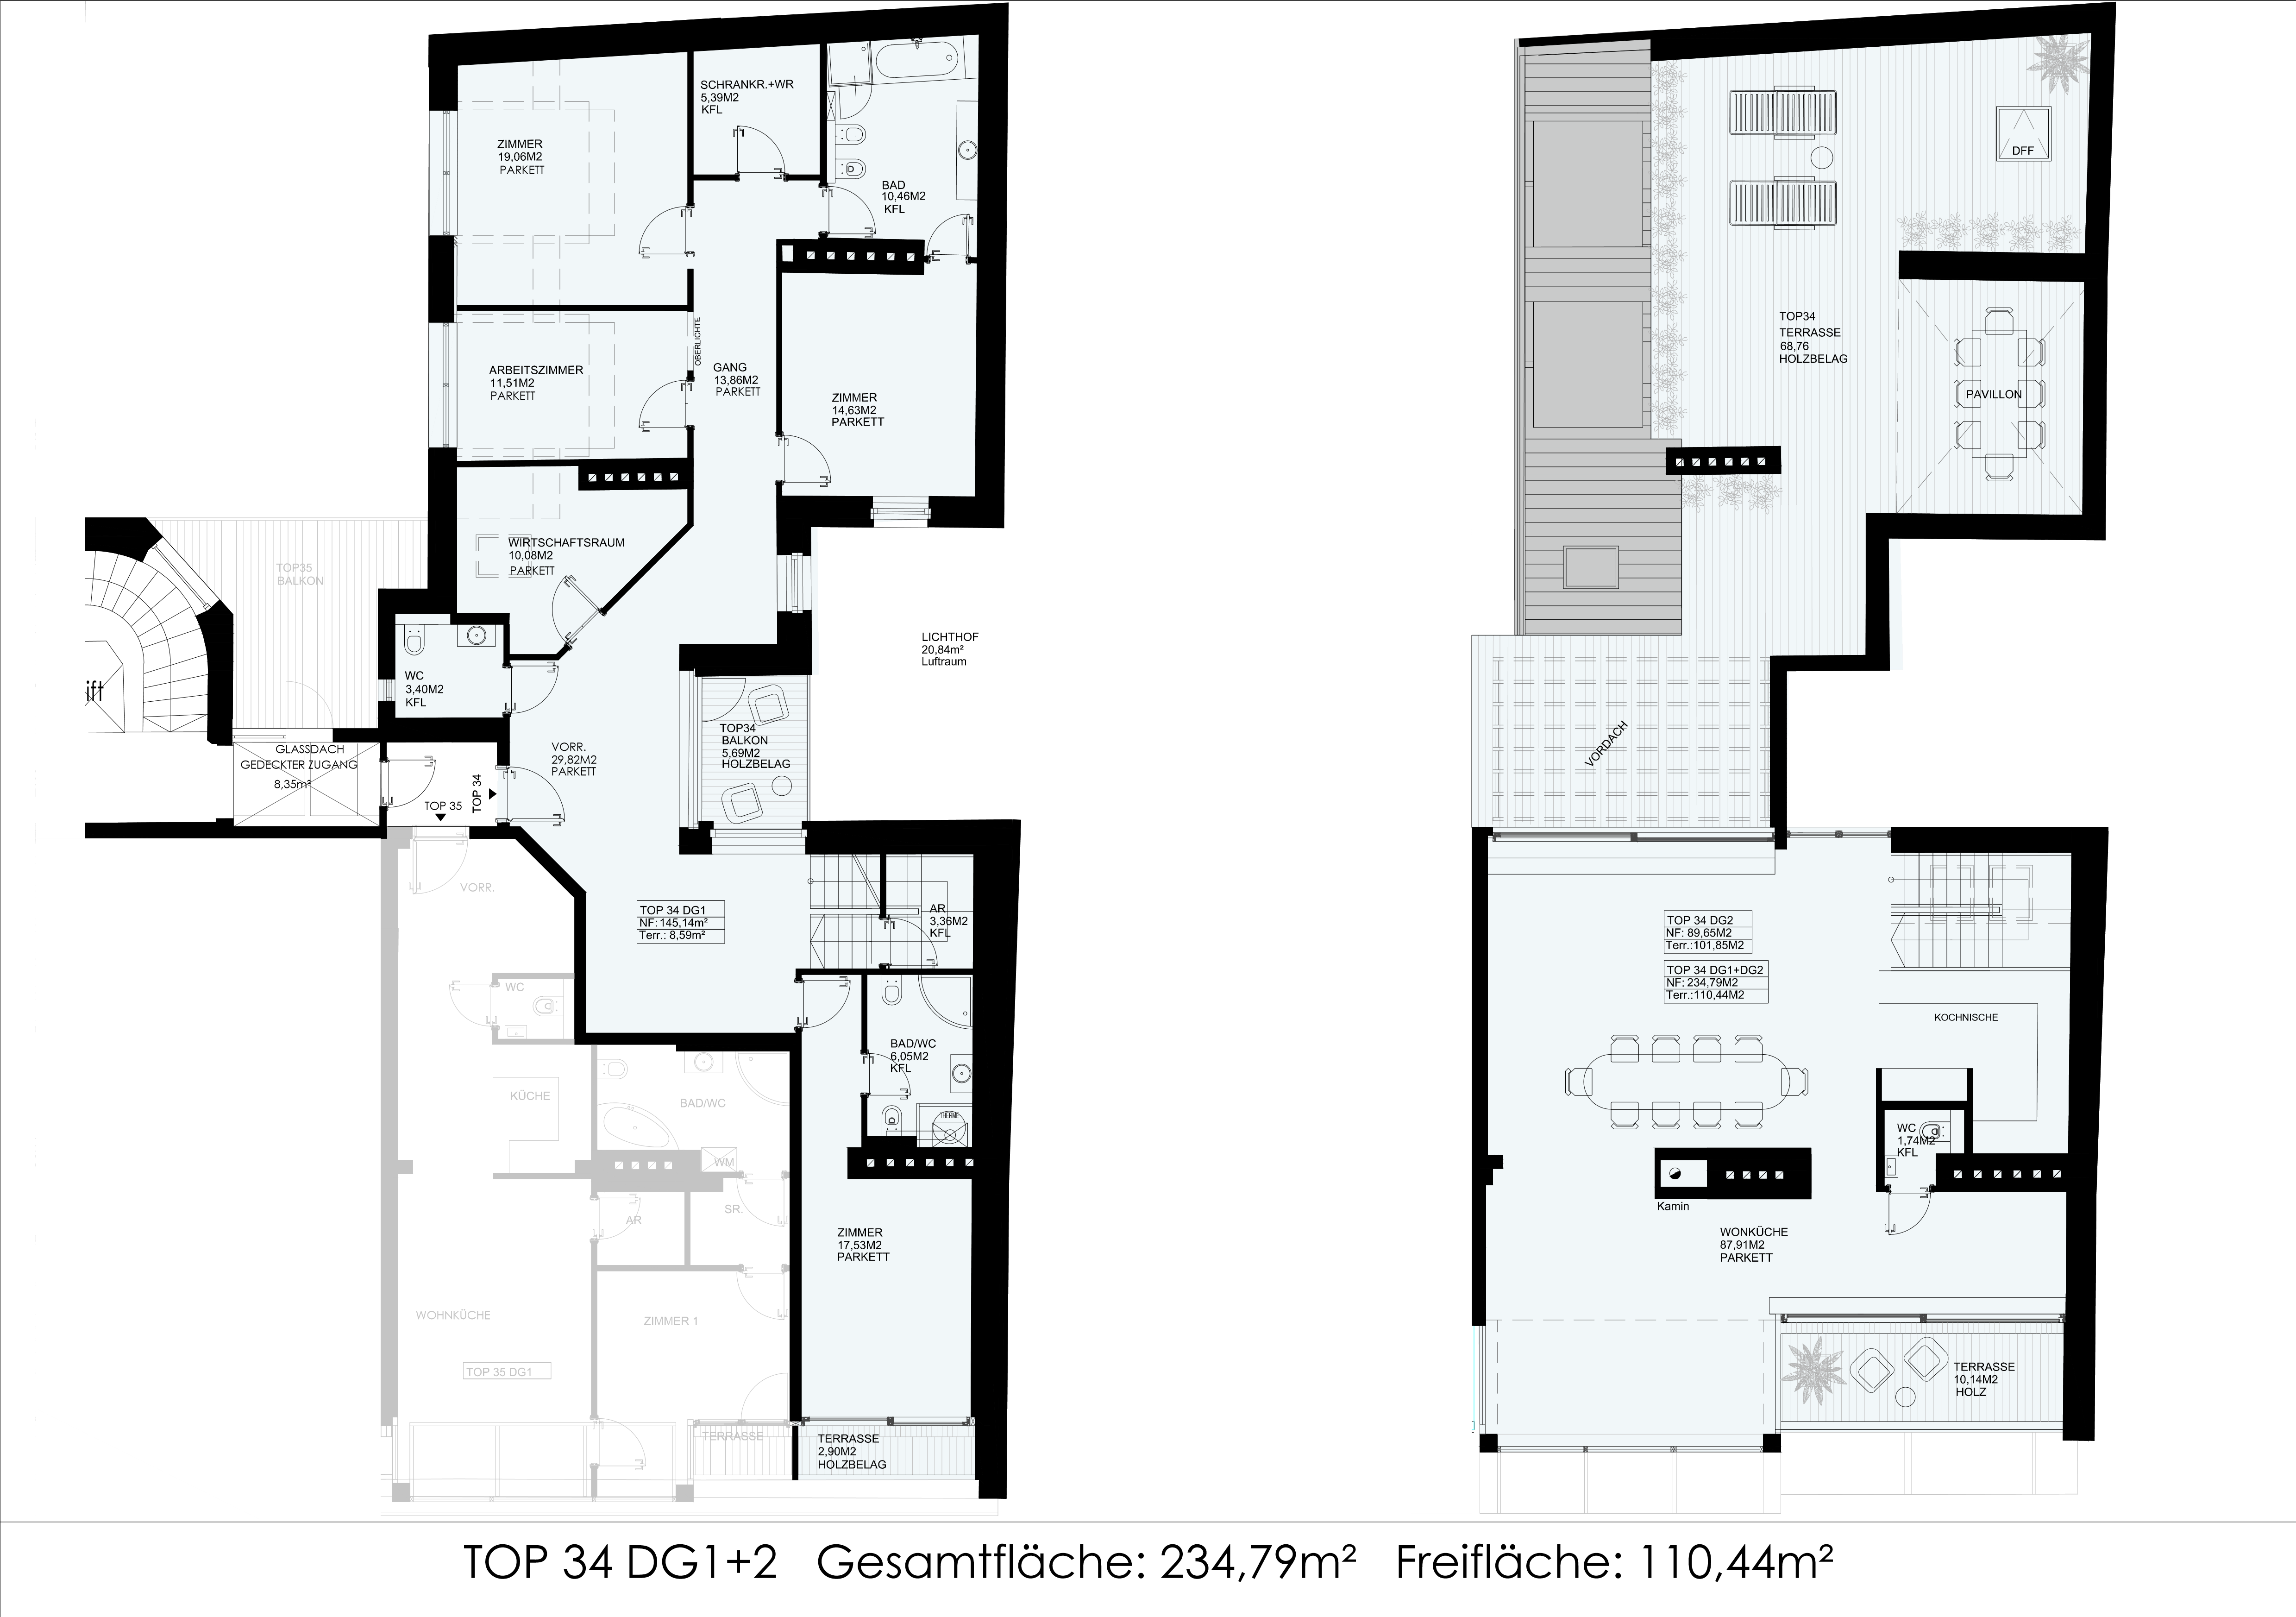 ZIMMER
19,06M2
PARKETT
SCHRANKR.+WR
5,39M2
KFL
BAD
10,46M2
KFL
ARBEITSZIMMER
11,51M2
PARKETT
OBERLICHTE
GANG
13,86M2
PARKETT
ZIMMER
14,63M2
PARKETT
WIRTSCHAFTSRAUM
10,08M2
PARKETT
TOP35
BALKON
ift
WC
3,40M2
KFL
LICHTHOF
20,84m²
Luftraum
GLASSDACH
GEDECKTER ZUGANG
8,35m²
TOP 35
TOP 34
VORR.
29,82M2
PARKETT
TOP34
BALKON
5,69M2
HOLZBELAG
VORR.
TOP 34 DG1
NF: 145,14m²
Terr.: 8,59m²
AR
3,36M2
KFL
WC
BAD/WC
6,05M2
KFL
THERME
KÜCHE
BAD/WC
WM
AR
SR.
ZIMMER
17,53M2
PARKETT
WOHNKÜCHE
ZIMMER 1
TOP 35 DG1
TERRASSE
TERRASSE
2,90M2
HOLZBELAG
DFF
TOP34
TERRASSE
68,76
HOLZBELAG
PAVILLON
VORDACH
TOP 34 DG2
NF: 89,65M2
Terr.:101,85M2
TOP 34 DG1+DG2
NF: 234,79M2
Terr.:110,44M2
KOCHNISCHE
WC
1,74M2
KFL
Kamin
WONKÜCHE
87,91M2
PARKETT
TERRASSE
10,14M2
HOLZ
TOP 34 DG1+2 Gesamtfläche: 234,79m² Freifläche: 110,44m²